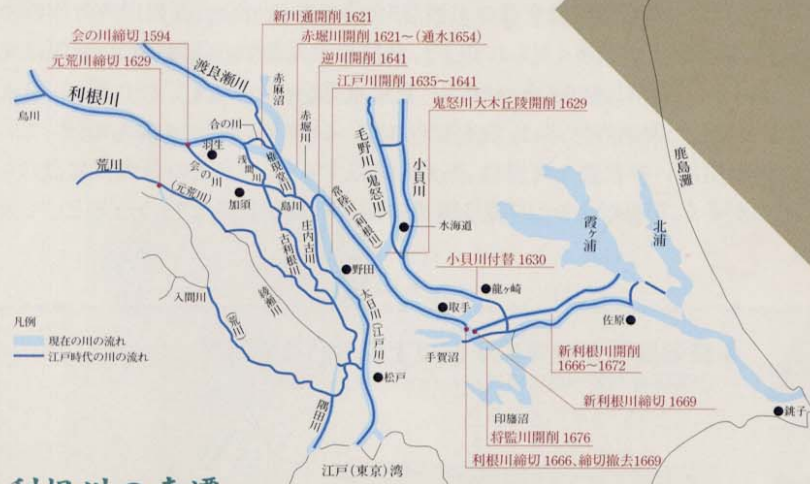 新川通開削 1621
会の川締切 1594
赤堀川開削 1621〜(通水1654)
元荒川締切 1629
逆川開削 1641
江戸川開削 1635〜1641
鬼怒川大木丘陵開削 1629
渡良瀬川
赤麻沼
利根川
烏川
合の川
赤堀川
毛野川(鬼怒川)
小貝川
鹿島灘
羽生
浅間川
権現堂川
荒川
会の川
(元荒川)
加須
島川
常陸川(利根川)
水海道
霞ヶ浦
北浦
古利根川
庄内古川
野田
小貝川付替 1630
龍ヶ崎
取手
佐原
入間川
綾瀬川
太日川(江戸川)
(荒川)
凡例
現在の川の流れ
江戸時代の川の流れ
手賀沼
新利根川開削
1666〜1672
松戸
新利根川締切 1669
印旛沼
銚子
隅田川
将監川開削 1676
利根川締切 1666、締切撤去1669
江戸(東京)湾